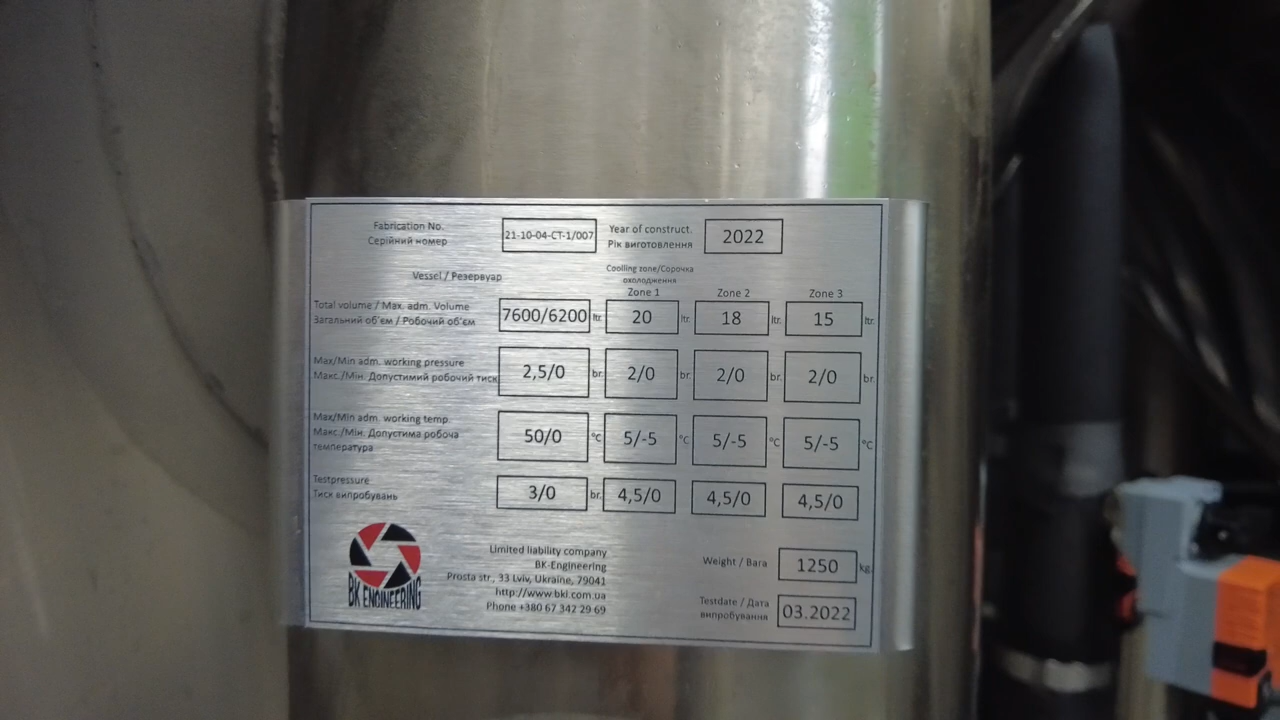 Fabrication No.
Серійний номер
21-10-04-CT-1/007
Year of construct.
Рік виготовлення
2022
Vessel / Резервуар
Coolling zone/Сорочка
охолодження
Zone 1 Zone 2 Zone 3
Total volume / Max. adm. Volume
Загальний об'єм / Робочий об'єм
7600/6200 ltr. 20 ltr. 18 ltr. 15 ltr.
Max/Min adm. working pressure
Макс./Мін. Допустимий робочий тиск
2,5/0 br. 2/0 br. 2/0 br. 2/0 br.
Max/Min adm. working temp
Макс./Мін. Допустима робоча
температура
50/0 °C 5/-5 °C 5/-5 °C 5/-5 °C
Testpressure
Тиск випробувань
3/0 br. 4,5/0 4,5/0 4,5/0
BK ENGINEERING
Limited liability company
BK-Engineering
Prosta str., 33 Lviv, Ukraine, 79041
http://www.bkl.com.ua
Phone +380 67 342 29 69
Weight / Вага
1250 kg.
Testdate / Дата
випробування
03.2022